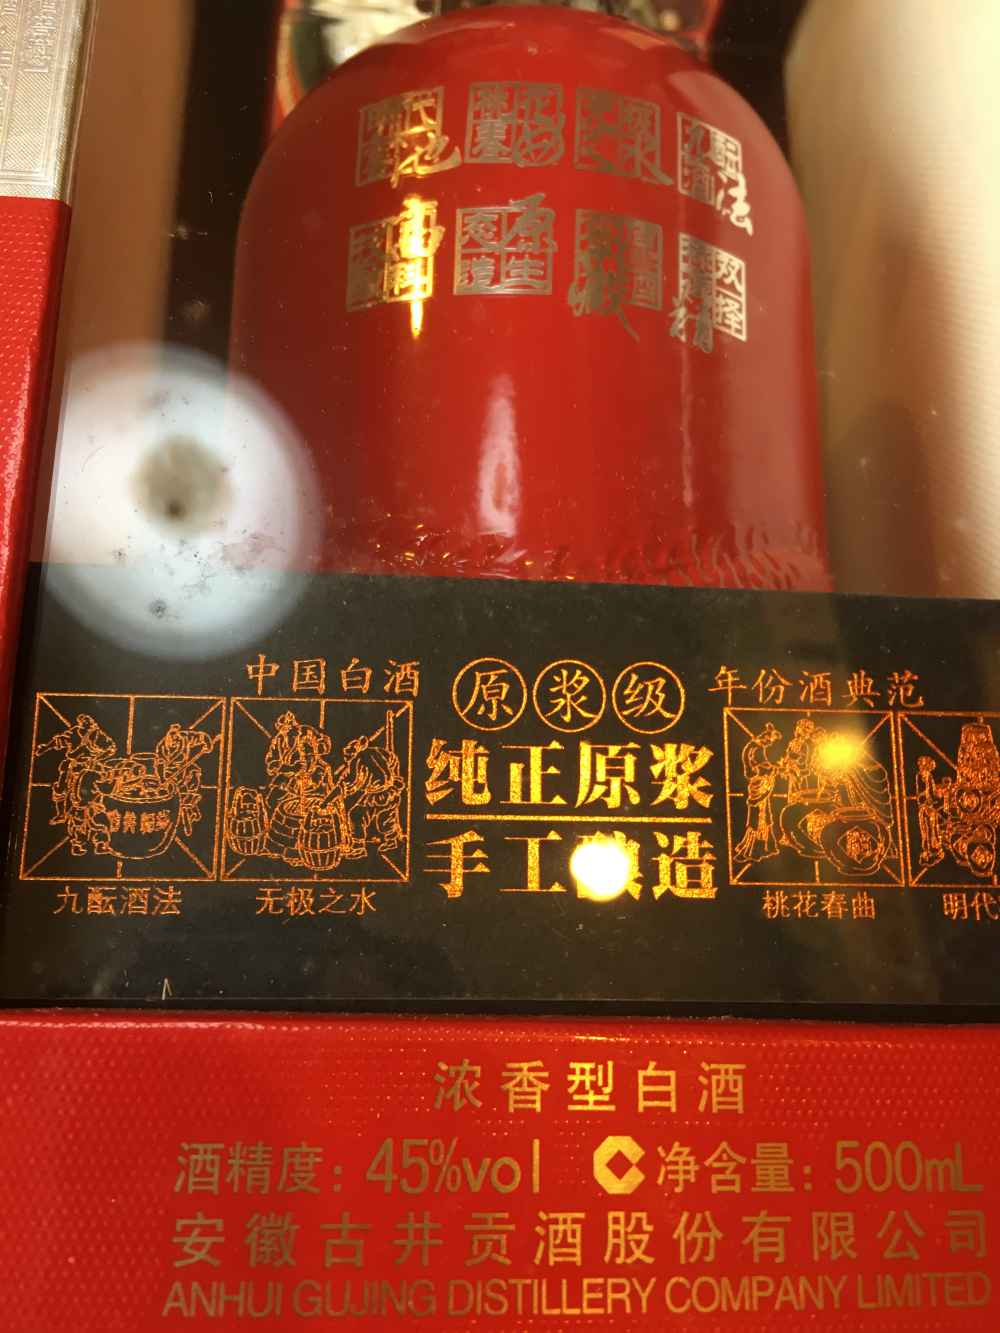 中国白酒 原浆级 年份酒典范
纯正原浆
手工酿造
九酝酒法 无极之水 桃花春曲 明代
浓香型白酒
酒精度：45%vol 净含量：500mL
安徽古井贡酒股份有限公司
ANHUI GUJING DISTILLERY COMPANY LIMITED